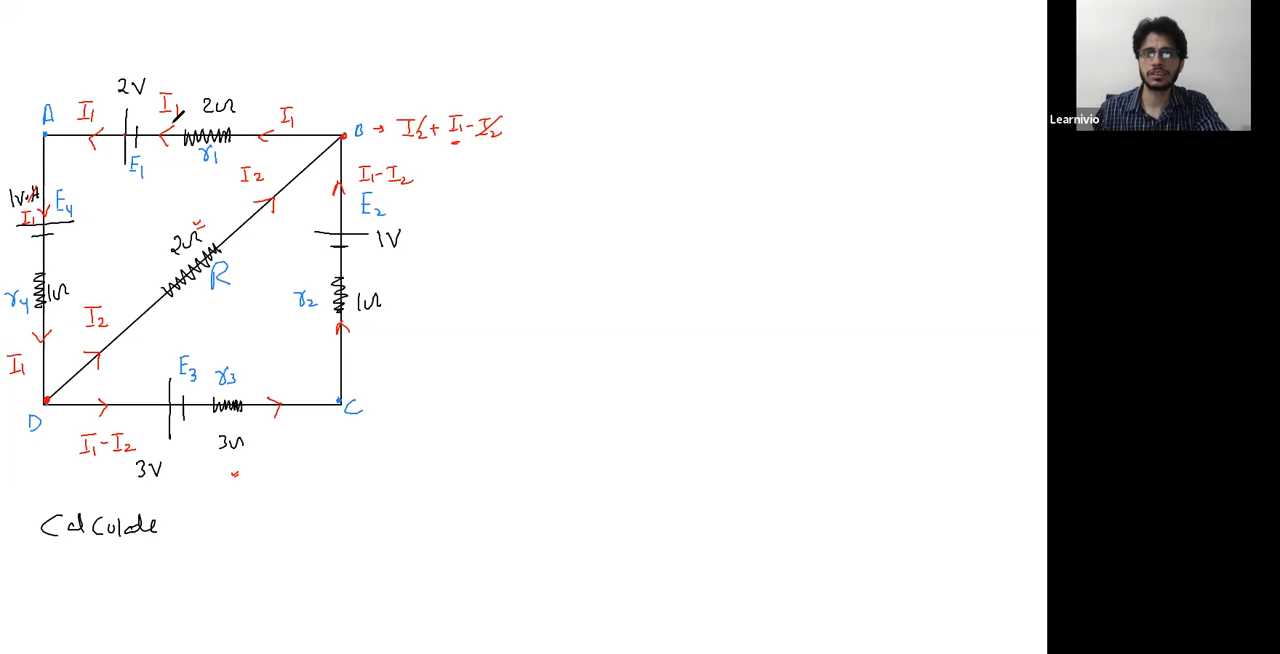 2V
A
I₁
I₁
2Ω
I₁
B → I₂ + I₁ - I₂
E₁
r₁
I₂
I₁ - I₂
E₄
I₁
E₂
2Ω
1V
R
r₄
1Ω
r₂
1Ω
I₂
I₁
E₃
r₃
D
C
I₁ - I₂
3Ω
3V
Calculate
Learnivio